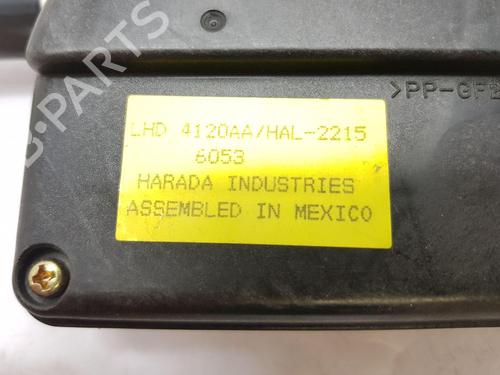 >PP-GF
LHD 4120AA/HAL-2215
6053
HARADA INDUSTRIES
ASSEMBLED IN MEXICO
B-PARTS